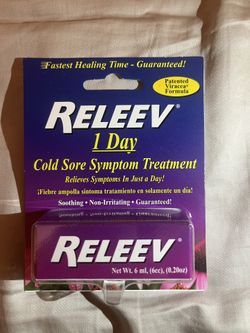 Fastest Healing Time - Guaranteed!
Patented
Viracea®
Formula
RELEEV®
1 Day
Cold Sore Symptom Treatment
Relieves Symptoms In Just a Day!
¡Fiebre ampolla sintoma tratamiento en solamente un día!
Soothing • Non-Irritating • Guaranteed!
RELEEV®
Net Wt. 6 ml, (6cc), (0.20oz)